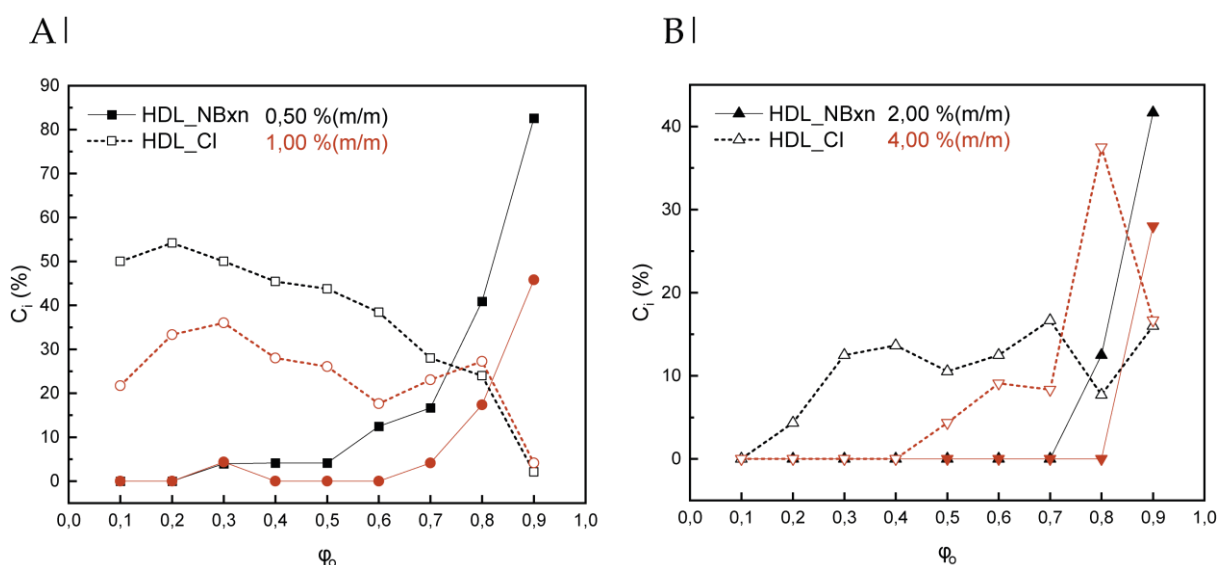 A|
90
80
70
60
50
40
30
20
10
0
C_i (%)
HDL_NBxn 0,50 %(m/m)
HDL_Cl 1,00 %(m/m)
0,0 0,1 0,2 0,3 0,4 0,5 0,6 0,7 0,8 0,9 1,0
φ_o
B|
40
30
20
10
0
C_i (%)
HDL_NBxn 2,00 %(m/m)
HDL_Cl 4,00 %(m/m)
0,0 0,1 0,2 0,3 0,4 0,5 0,6 0,7 0,8 0,9 1,0
φ_o